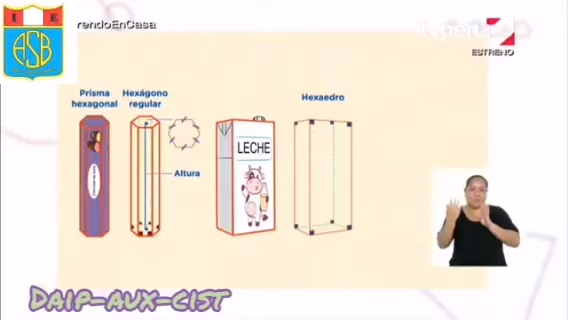 I E
ASB
rendoEnCasa
ESTRENO
Prisma
hexagonal
Hexágono
regular
Hexaedro
LECHE
Altura
DAIP-AUX-CIST